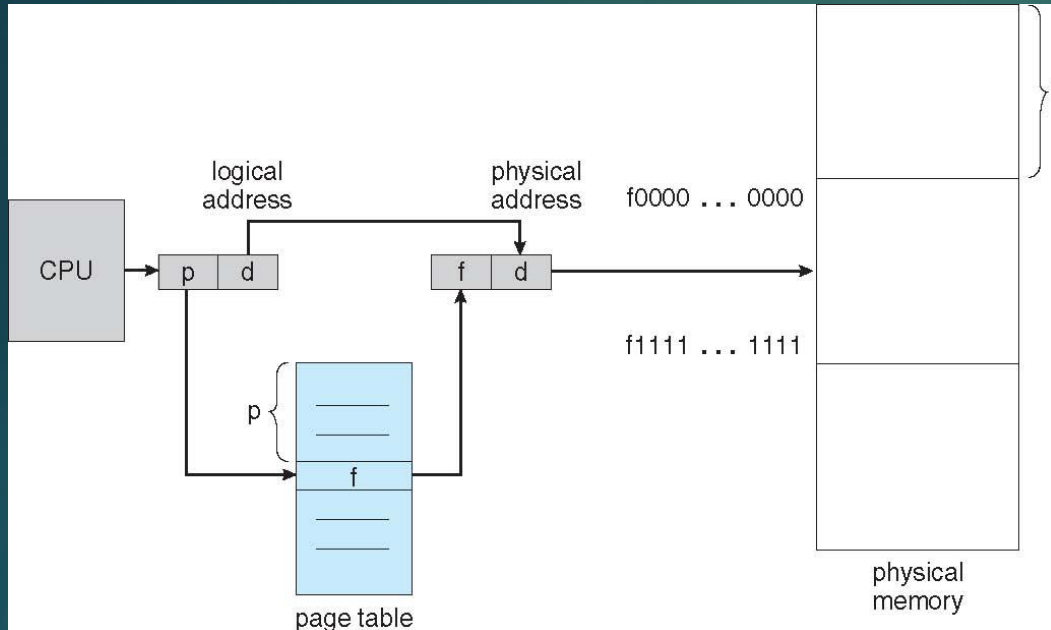 logical
address
physical
address
f0000 ... 0000
CPU
p
d
f
d
f1111 ... 1111
p
f
page table
physical
memory